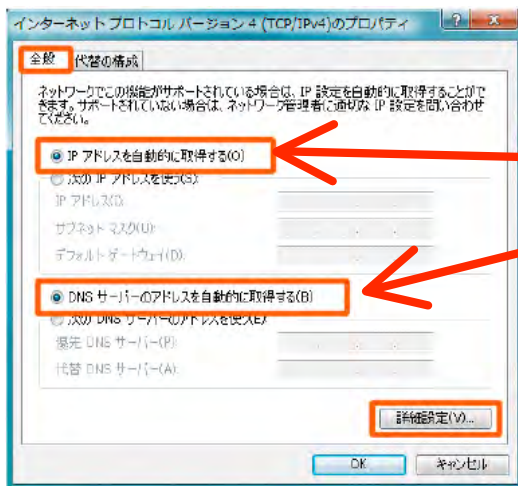 インターネット プロトコル バージョン 4 (TCP/IPv4)のプロパティ
全般
代替の構成
ネットワークでこの機能がサポートされている場合は、IP 設定を自動的に取得することがで
きます。サポートされていない場合は、ネットワーク管理者に適切な IP 設定を問い合わせ
てください。
IP アドレスを自動的に取得する(O)
次の IP アドレスを使う(S):
IP アドレス(I):
サブネット マスク(U):
デフォルト ゲートウェイ(D):
DNS サーバーのアドレスを自動的に取得する(B)
次の DNS サーバーのアドレスを使う(E):
優先 DNS サーバー(P):
代替 DNS サーバー(A):
詳細設定(V)...
OK
キャンセル